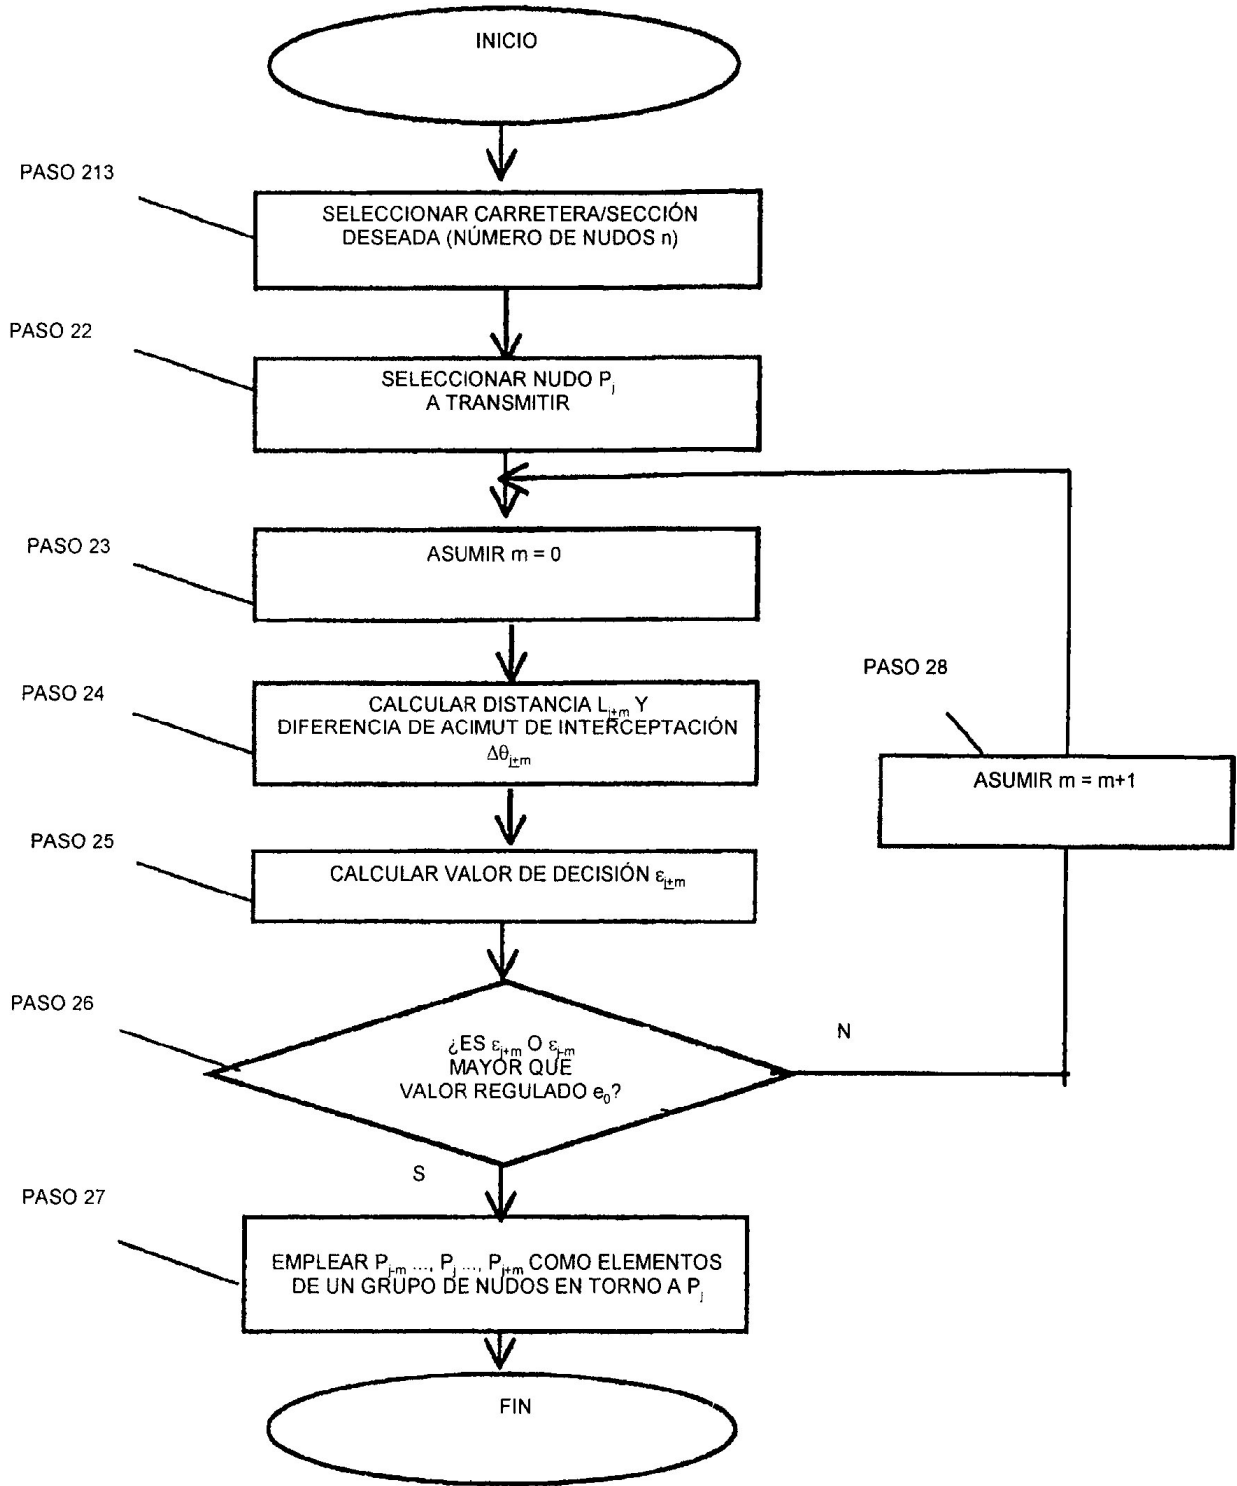 INICIO
PASO 213
SELECCIONAR CARRETERA/SECCIÓN
DESEADA (NÚMERO DE NUDOS n)
PASO 22
SELECCIONAR NUDO Pj
A TRANSMITIR
PASO 23
ASUMIR m = 0
PASO 24
CALCULAR DISTANCIA Lj±m Y
DIFERENCIA DE ACIMUT DE INTERCEPTACIÓN
Δθj±m
PASO 28
ASUMIR m = m+1
PASO 25
CALCULAR VALOR DE DECISIÓN εj±m
PASO 26
¿ES εj+m O εj-m
MAYOR QUE
VALOR REGULADO e0?
N
S
PASO 27
EMPLEAR Pj-m ..., Pj ..., Pj+m COMO ELEMENTOS
DE UN GRUPO DE NUDOS EN TORNO A Pj
FIN